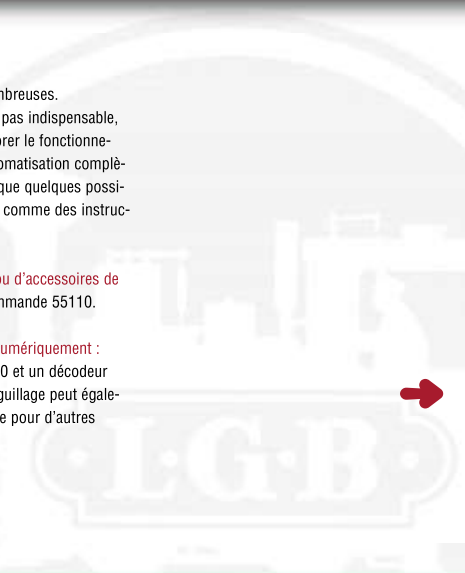 mbreuses.
pas indispensable,
rer le fonctionne-
omatisation complè-
que quelques possi-
comme des instruc-
ou d'accessoires de
mmande 55110.
umériquement :
0 et un décodeur
guillage peut égale-
e pour d'autres
L·G·B